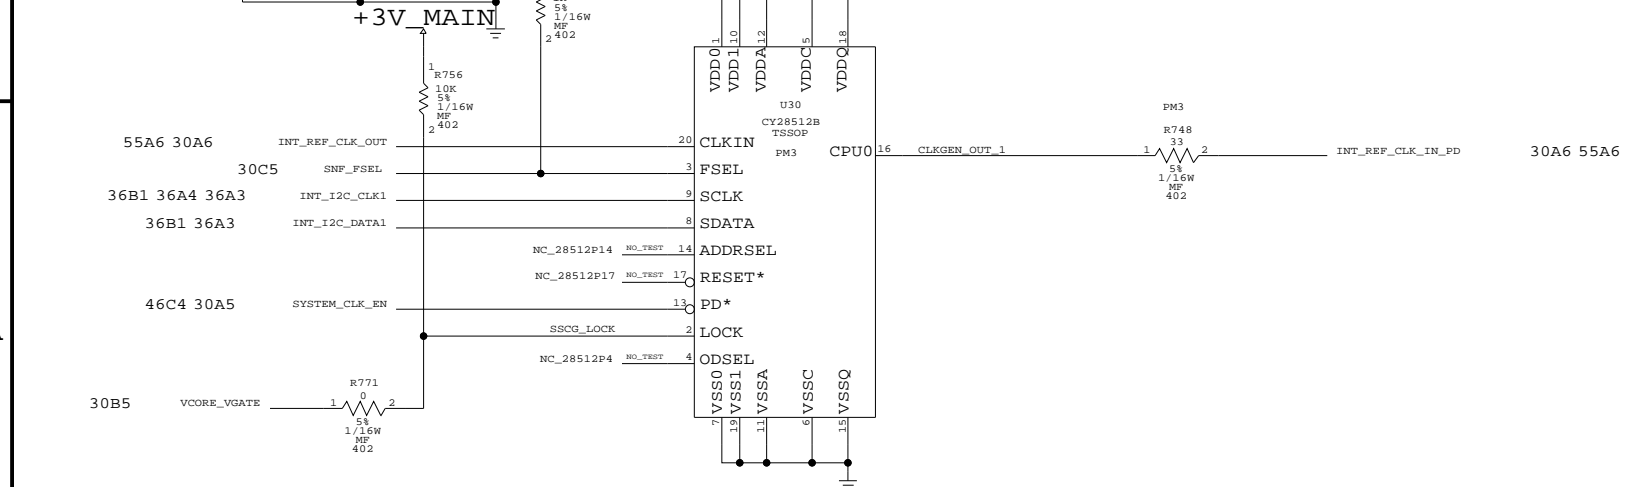 +3V_MAIN
5%
1/16W
MF
402
2
1
10
12
5
18
VDD0
VDD1
VDDA
VDDC
VDDQ
1
R756
10K
5%
1/16W
MF
402
2
U30
CY28512B
TSSOP
PM3
55A6 30A6 INT_REF_CLK_OUT 20 CLKIN
30C5 SNF_FSEL 3 FSEL
36B1 36A4 36A3 INT_I2C_CLK1 9 SCLK
36B1 36A3 INT_I2C_DATA1 8 SDATA
NC_28512P14 NO_TEST 14 ADDRSEL
NC_28512P17 NO_TEST 17 RESET*
46C4 30A5 SYSTEM_CLK_EN 13 PD*
SSCG_LOCK 2 LOCK
NC_28512P4 NO_TEST 4 ODSEL
CPU0 16 CLKGEN_OUT_1
PM3
R748
33
1 2
5%
1/16W
MF
402
INT_REF_CLK_IN_PD 30A6 55A6
R771
0
30B5 VCORE_VGATE 1 2
5%
1/16W
MF
402
VSS0
VSS1
VSSA
VSSC
VSSQ
7
19
11
6
15